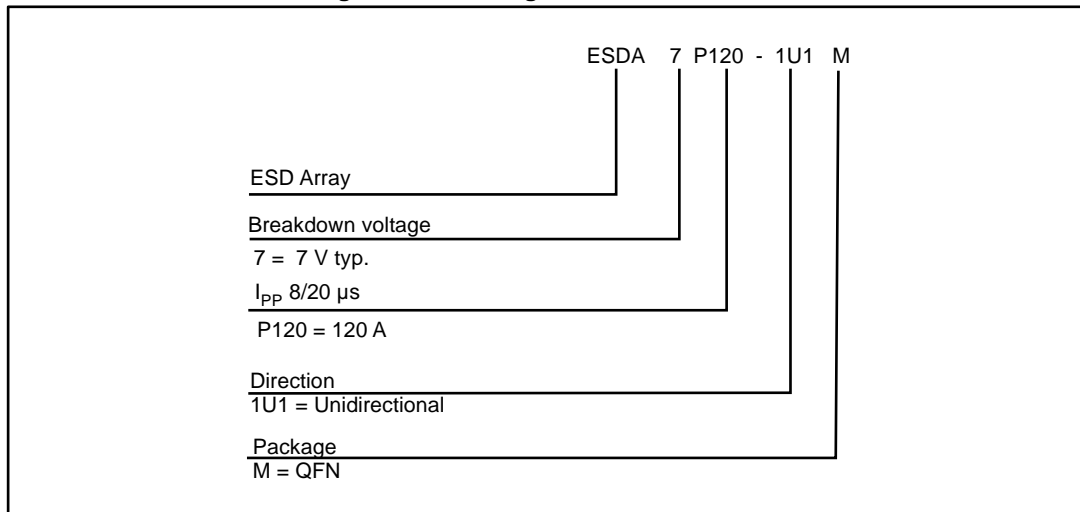 ESDA 7 P120 - 1U1 M
ESD Array
Breakdown voltage
7 = 7 V typ.
IPP 8/20 µs
P120 = 120 A
Direction
1U1 = Unidirectional
Package
M = QFN